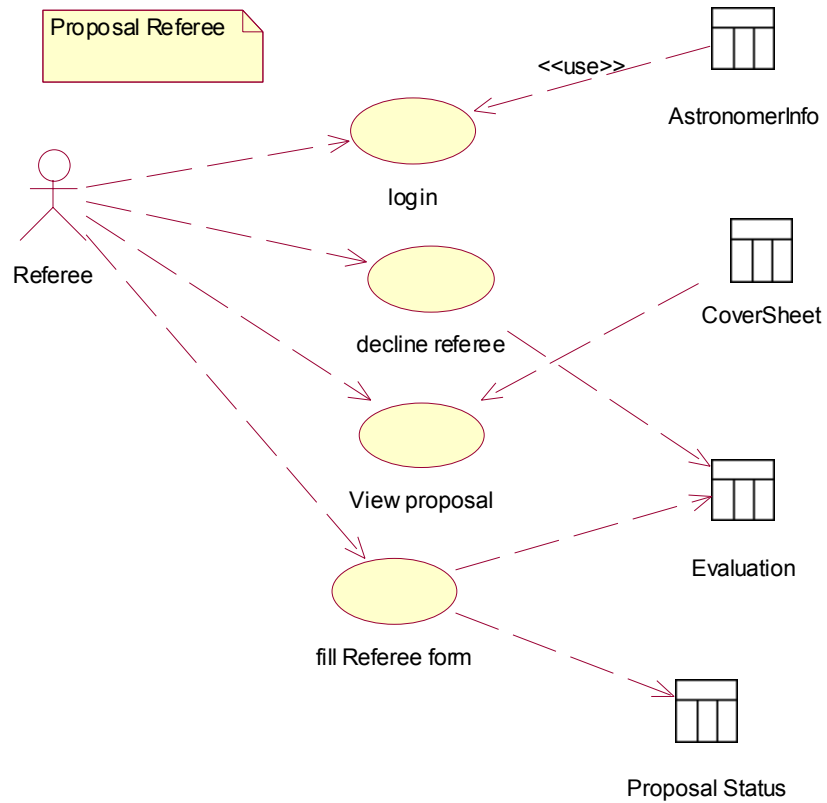 Proposal Referee
<<use>>
AstronomerInfo
login
Referee
CoverSheet
decline referee
View proposal
Evaluation
fill Referee form
Proposal Status